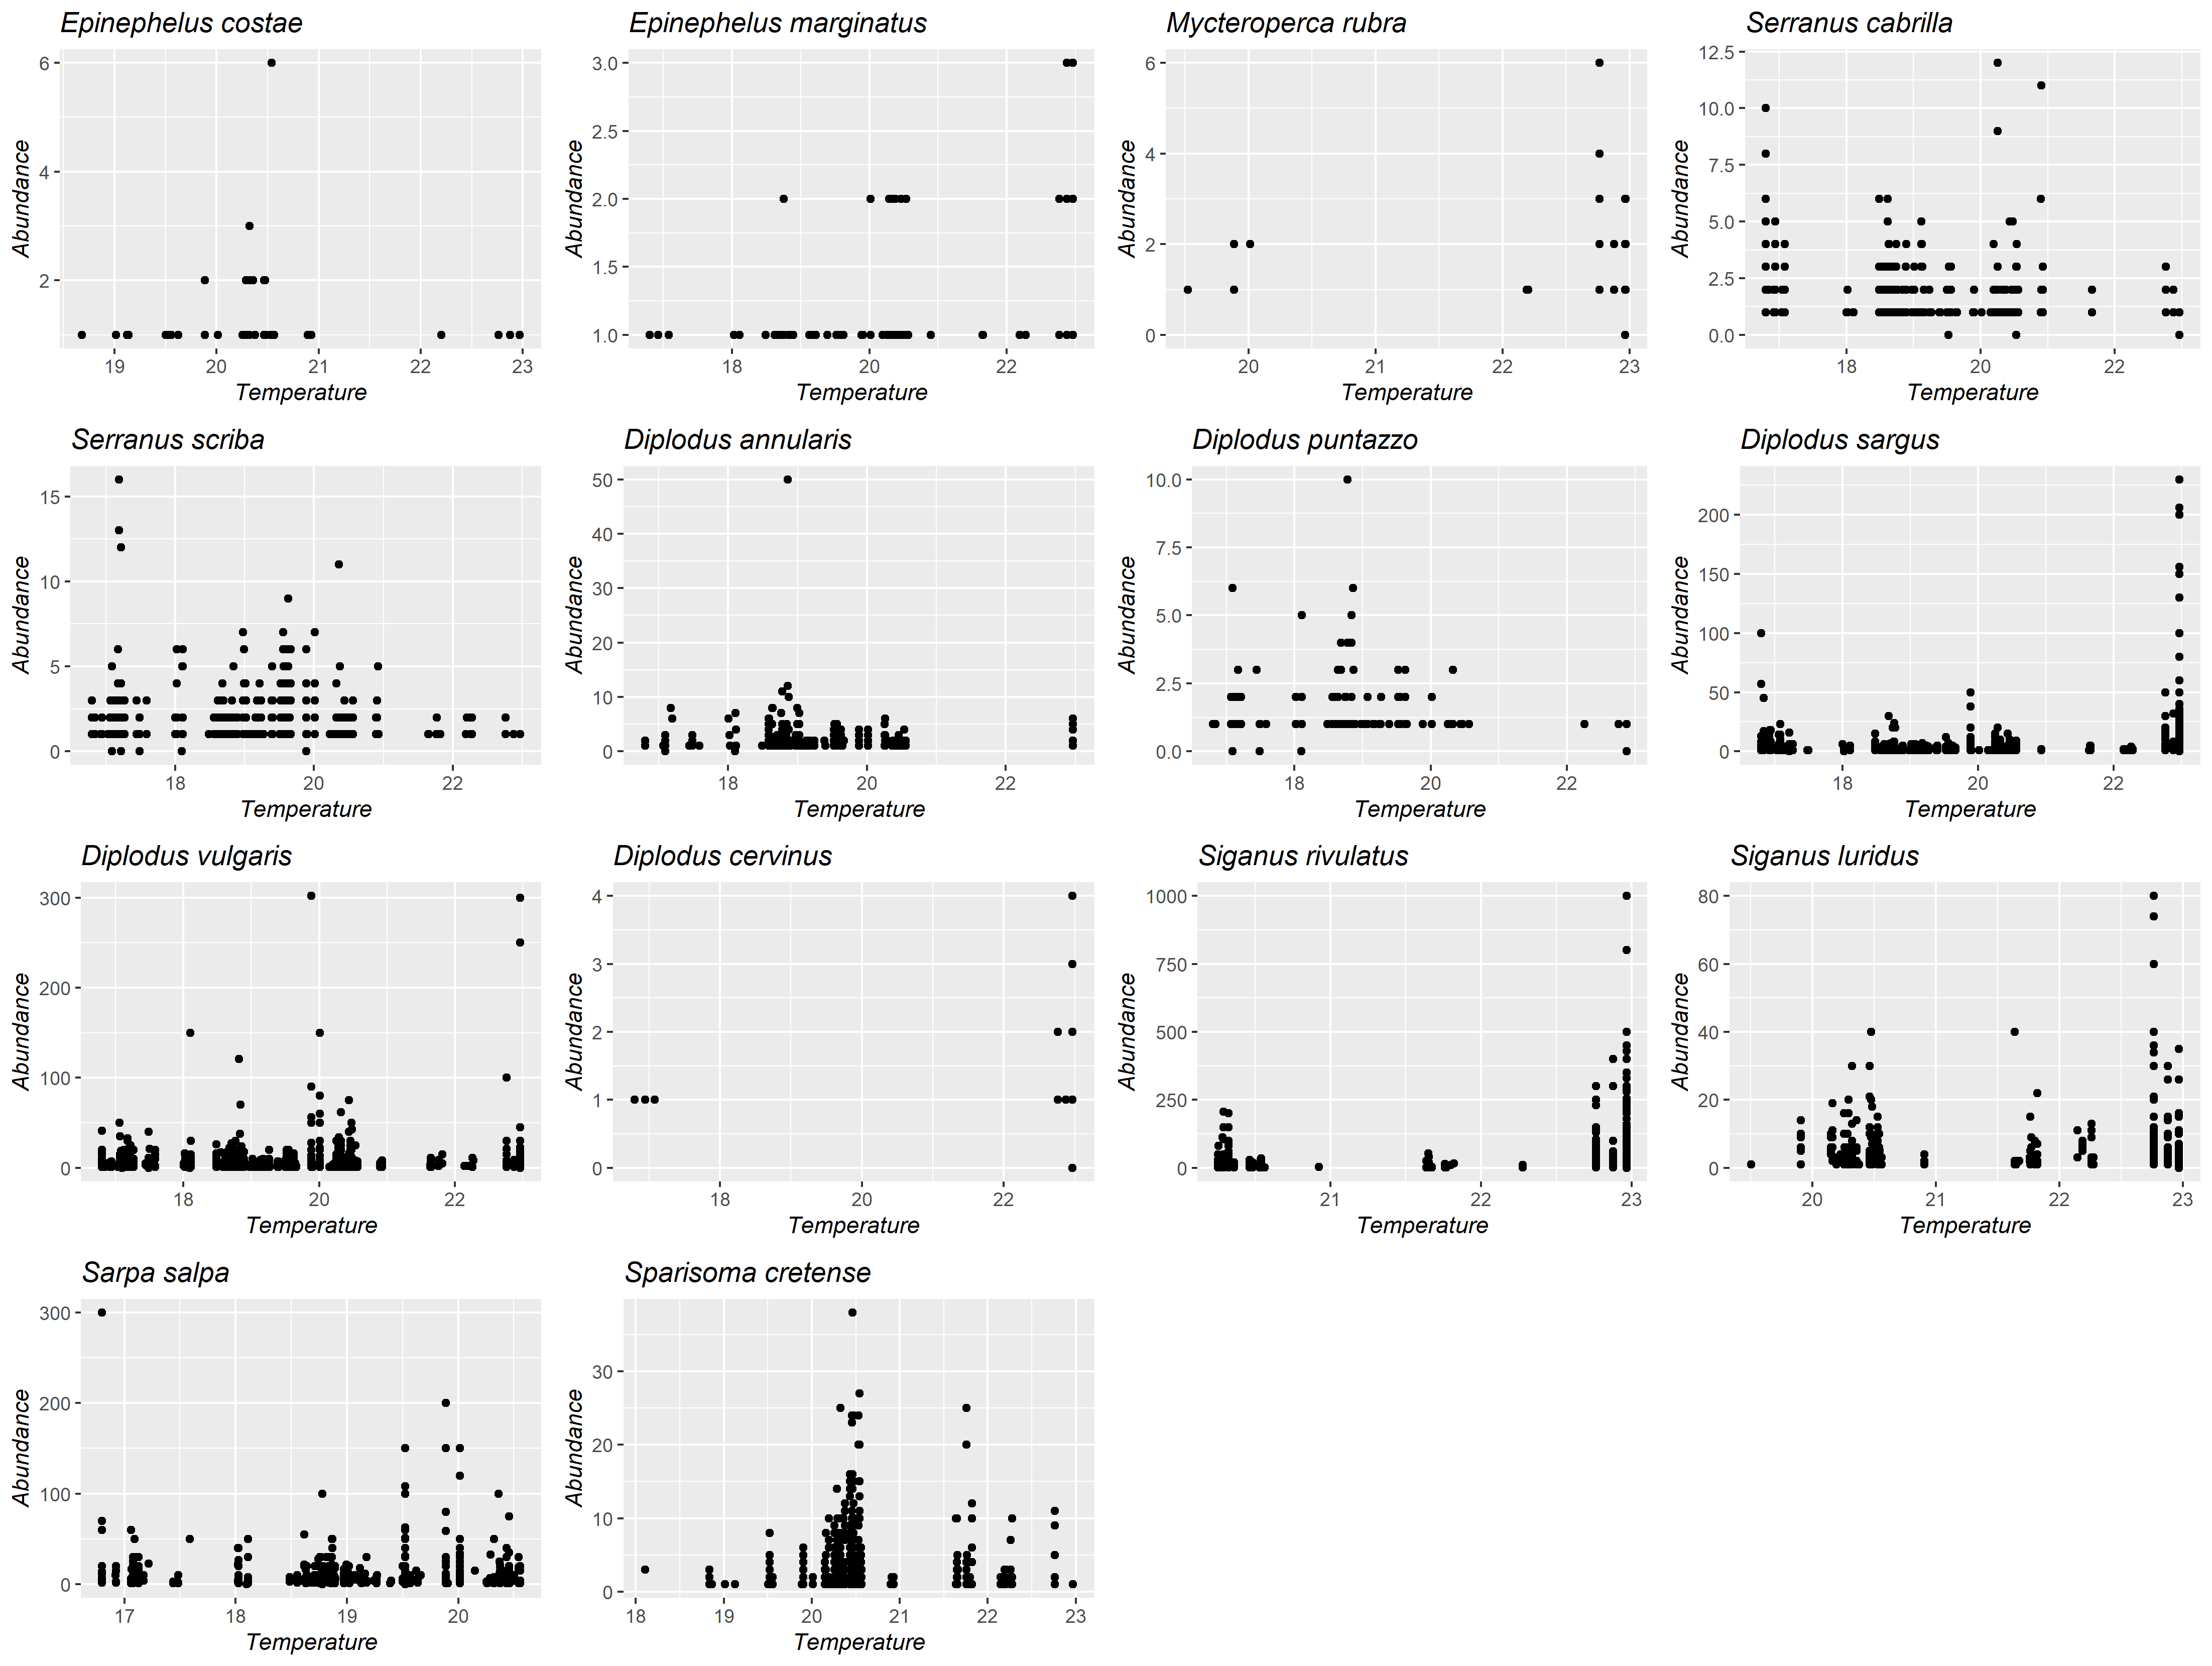 Epinephelus costae
Epinephelus marginatus
Mycteroperca rubra
Serranus cabrilla
Abundance
6
4
2
19 20 21 22 23
Temperature
Abundance
3.0
2.5
2.0
1.5
1.0
18 20 22
Temperature
Abundance
6
4
2
0
20 21 22 23
Temperature
Abundance
12.5
10.0
7.5
5.0
2.5
0.0
18 20 22
Temperature
Serranus scriba
Diplodus annularis
Diplodus puntazzo
Diplodus sargus
Abundance
15
10
5
0
18 20 22
Temperature
Abundance
50
40
30
20
10
0
18 20 22
Temperature
Abundance
10.0
7.5
5.0
2.5
0.0
18 20 22
Temperature
Abundance
200
150
100
50
0
18 20 22
Temperature
Diplodus vulgaris
Diplodus cervinus
Siganus rivulatus
Siganus luridus
Abundance
300
200
100
0
18 20 22
Temperature
Abundance
4
3
2
1
0
18 20 22
Temperature
Abundance
1000
750
500
250
0
21 22 23
Temperature
Abundance
80
60
40
20
0
20 21 22 23
Temperature
Sarpa salpa
Sparisoma cretense
Abundance
300
200
100
0
17 18 19 20
Temperature
Abundance
30
20
10
0
18 19 20 21 22 23
Temperature